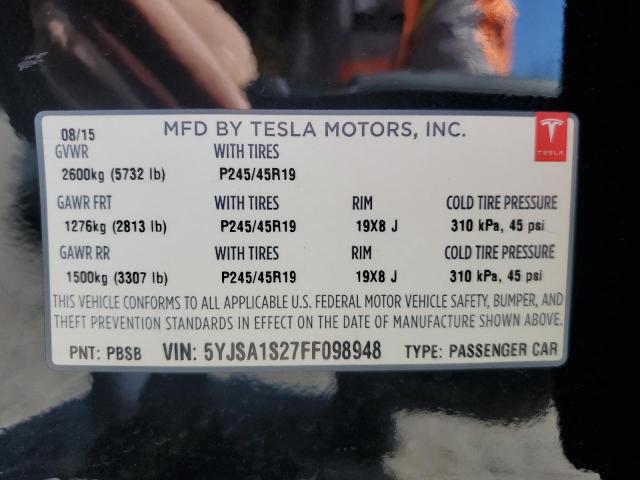 08/15 MFD BY TESLA MOTORS, INC.
TESLA
GVWR WITH TIRES
2600kg (5732 lb) P245/45R19
GAWR FRT WITH TIRES RIM COLD TIRE PRESSURE
1276kg (2813 lb) P245/45R19 19X8 J 310 kPa, 45 psi
GAWR RR WITH TIRES RIM COLD TIRE PRESSURE
1500kg (3307 lb) P245/45R19 19X8 J 310 kPa, 45 psi
THIS VEHICLE CONFORMS TO ALL APPLICABLE U.S. FEDERAL MOTOR VEHICLE SAFETY, BUMPER, AND
THEFT PREVENTION STANDARDS IN EFFECT ON THE DATE OF MANUFACTURE SHOWN ABOVE.
PNT: PBSB VIN: 5YJSA1S27FF098948 TYPE: PASSENGER CAR